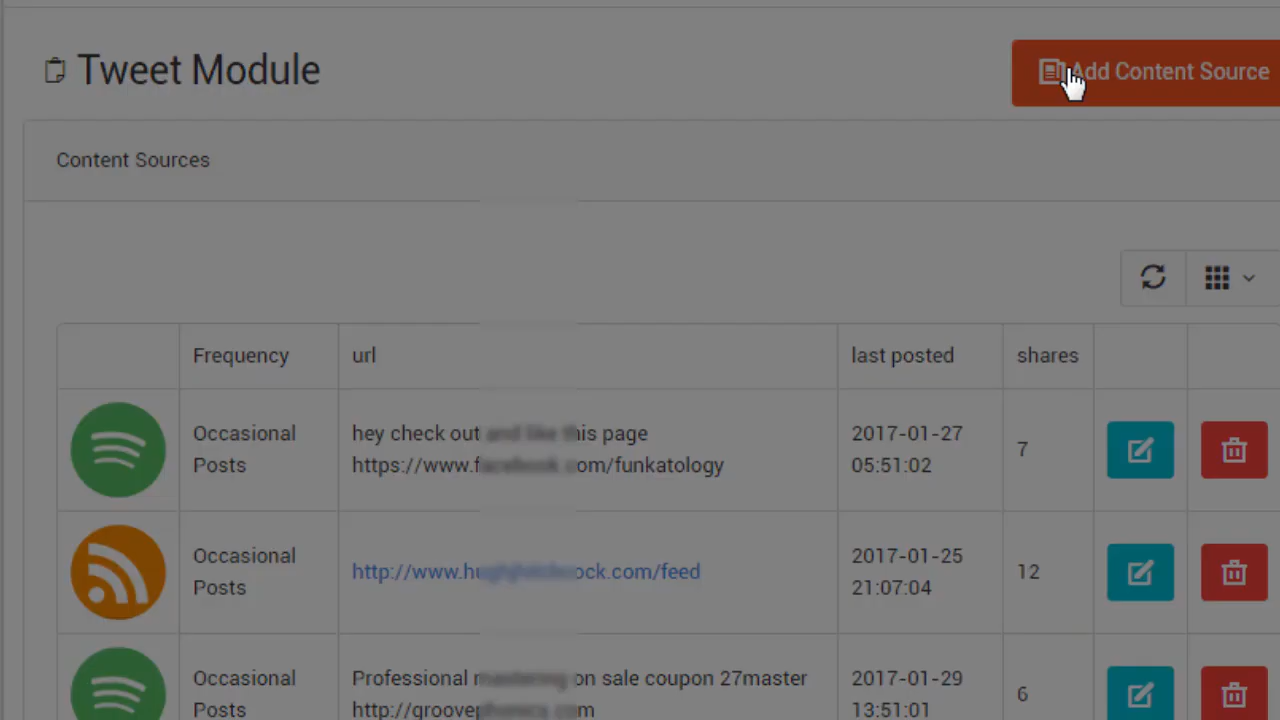 Tweet Module
Add Content Source
Content Sources
Frequency url last posted shares
Occasional Posts
hey check out this page
https://www.f com/funkatology
2017-01-27
05:51:02
7
Occasional Posts
http://www.hu ock.com/feed
2017-01-25
21:07:04
12
Occasional Posts
Professional on sale coupon 27master
http://groove com
2017-01-29
13:51:01
6